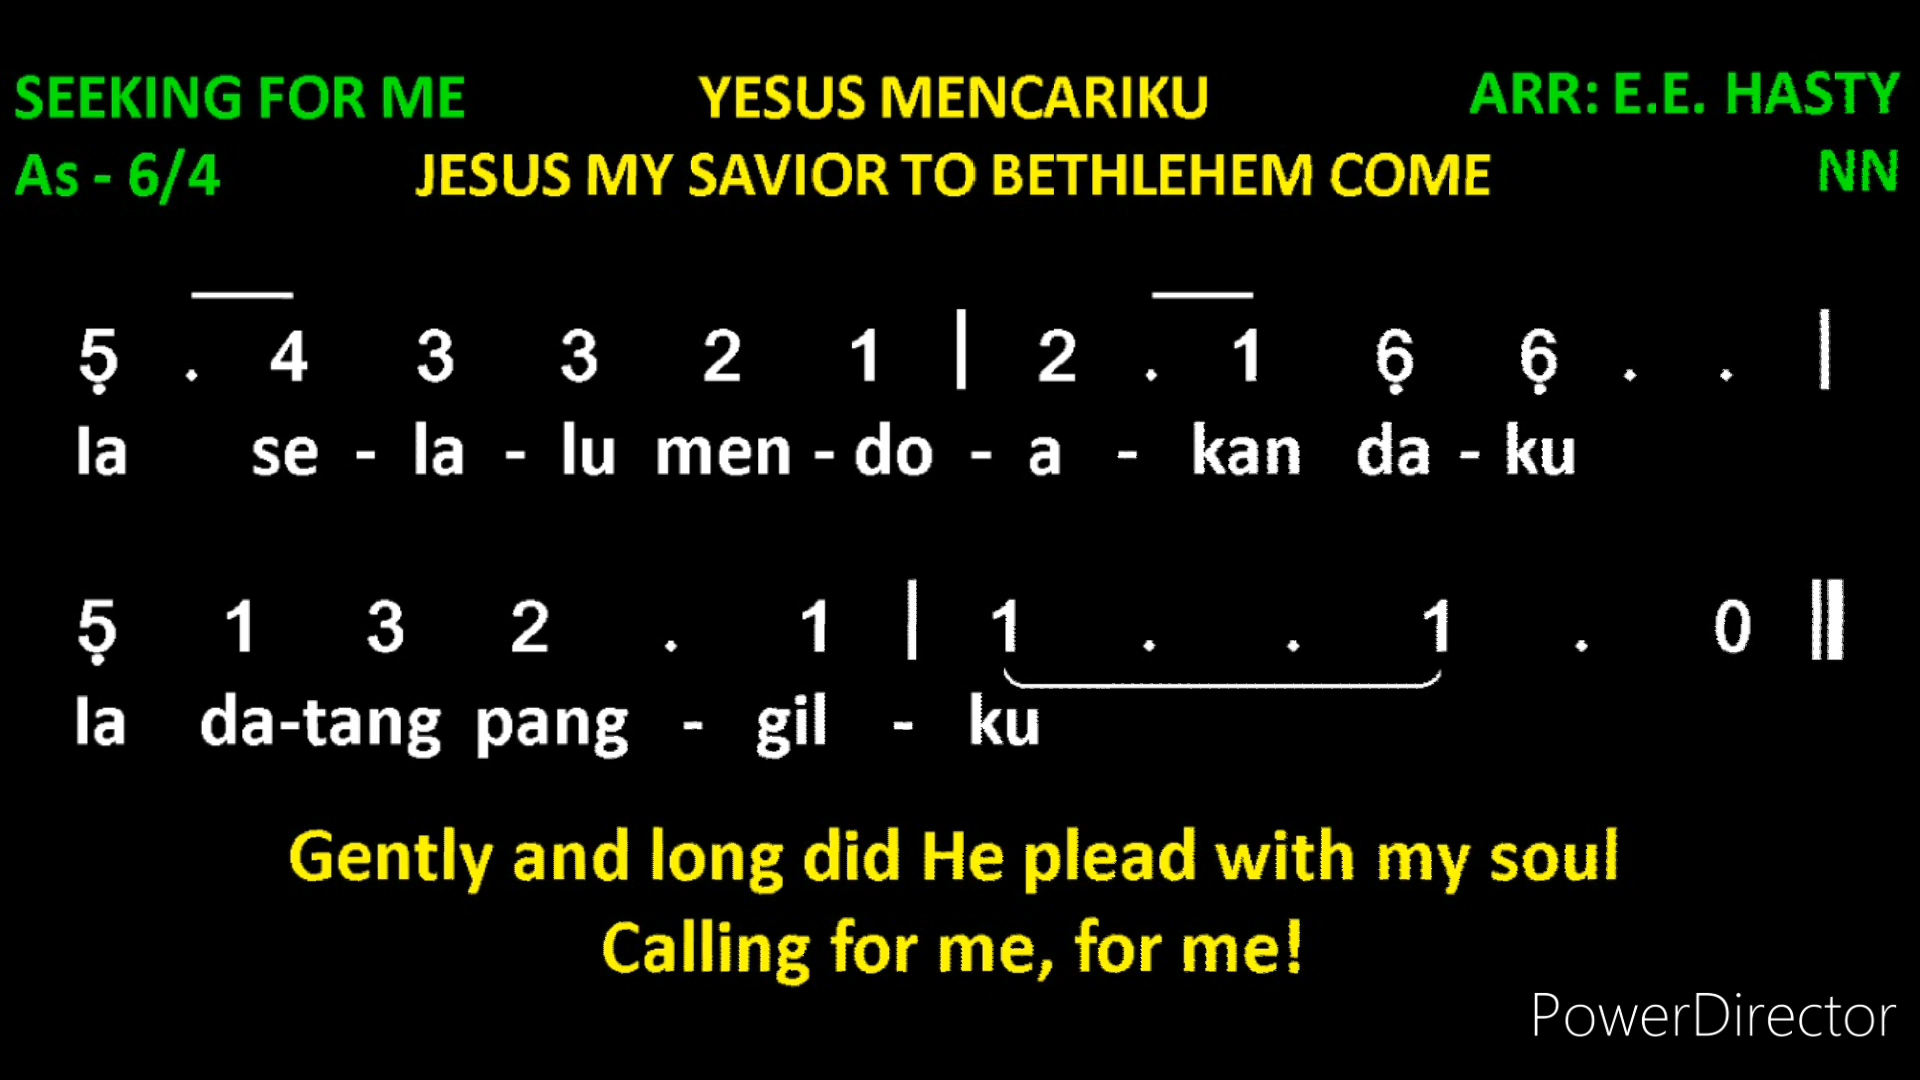 SEEKING FOR ME YESUS MENCARIKU ARR: E.E. HASTY
As - 6/4 JESUS MY SAVIOR TO BETHLEHEM COME NN
5̣ . 4 3 3 2 1 | 2 . 1 6̣ 6̣ . . |
Ia se - la - lu men - do - a - kan da - ku
5̣ 1 3 2 . 1 | 1 . . 1 . 0 ||
Ia da-tang pang - gil - ku
Gently and long did He plead with my soul
Calling for me, for me!
PowerDirector